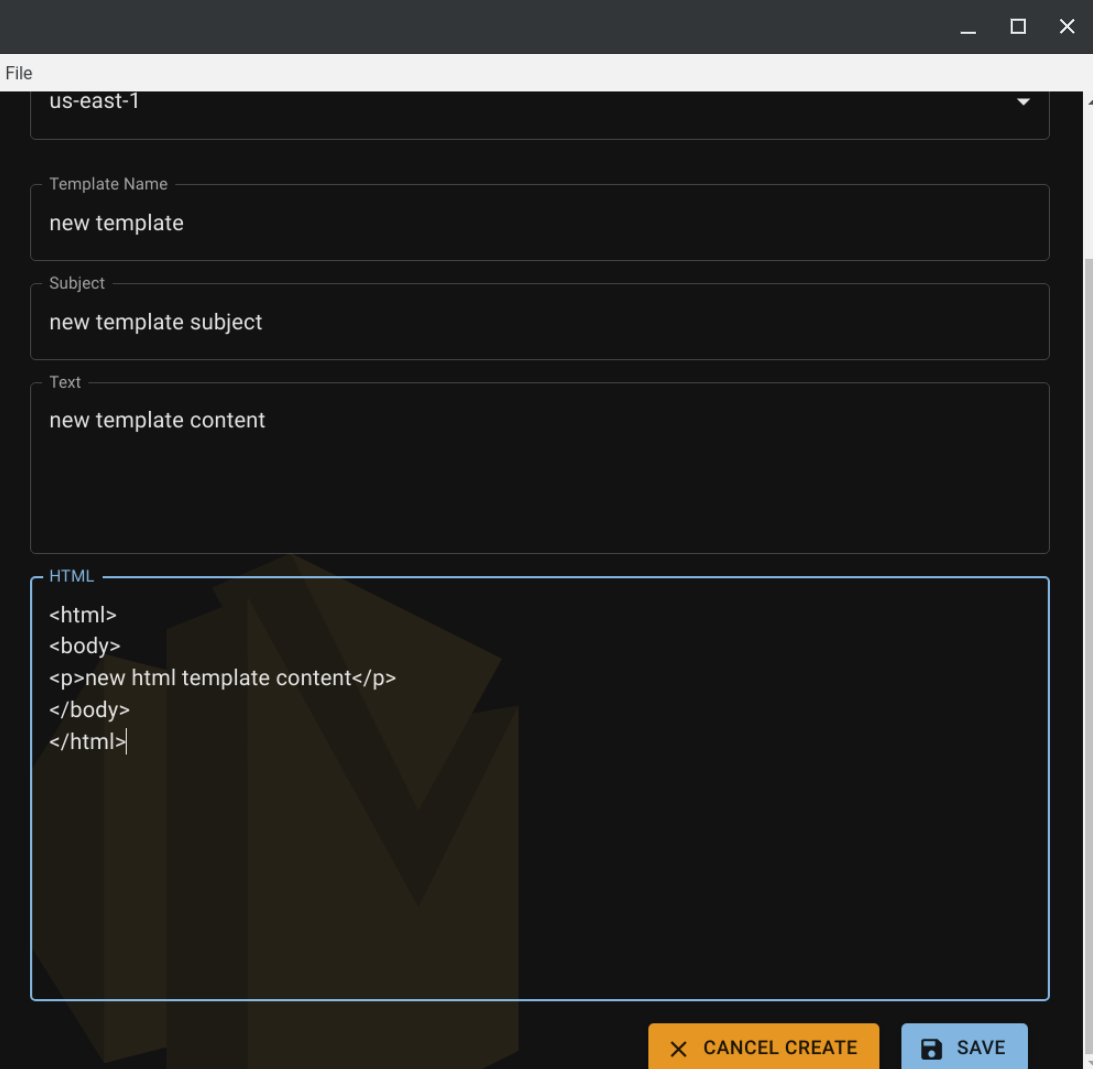 File
us-east-1
Template Name
new template
Subject
new template subject
Text
new template content
HTML
<html>
<body>
<p>new html template content</p>
</body>
</html>
CANCEL CREATE
SAVE